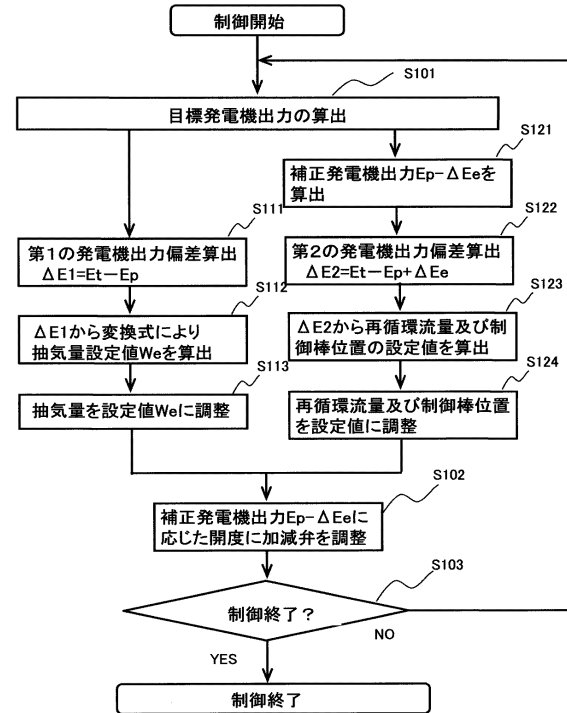 制御開始
S101
目標発電機出力の算出
S121
補正発電機出力Ep−ΔEeを
算出
S111
第1の発電機出力偏差算出
ΔE1=Et−Ep
S122
第2の発電機出力偏差算出
ΔE2=Et−Ep+ΔEe
S112
ΔE1から変換式により
抽気量設定値Weを算出
S123
ΔE2から再循環流量及び制
御棒位置の設定値を算出
S113
抽気量を設定値Weに調整
S124
再循環流量及び制御棒位置
を設定値に調整
S102
補正発電機出力Ep−ΔEeに
応じた開度に加減弁を調整
S103
制御終了?
NO
YES
制御終了